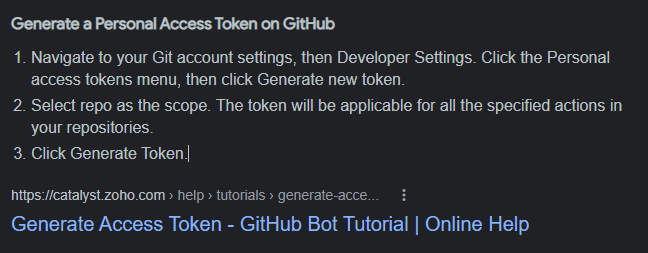 Generate a Personal Access Token on GitHub
1. Navigate to your Git account settings, then Developer Settings. Click the Personal
access tokens menu, then click Generate new token.
2. Select repo as the scope. The token will be applicable for all the specified actions in
your repositories.
3. Click Generate Token.
https://catalyst.zoho.com › help › tutorials › generate-acce...
Generate Access Token - GitHub Bot Tutorial | Online Help